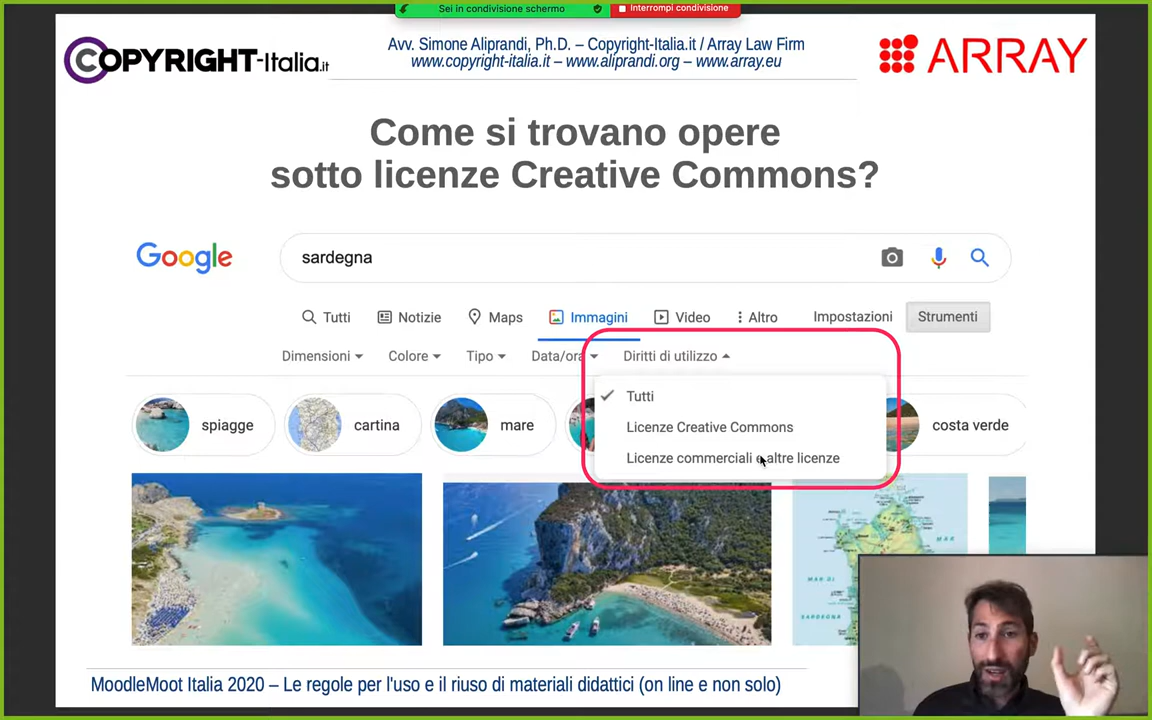 Sei in condivisione schermo
Interrompi condivisione
COPYRIGHT-Italia.it
Avv. Simone Aliprandi, Ph.D. – Copyright-Italia.it / Array Law Firm
www.copyright-italia.it – www.aliprandi.org – www.array.eu
ARRAY
Come si trovano opere
sotto licenze Creative Commons?
Google
sardegna
Tutti Notizie Maps Immagini Video Altro Impostazioni Strumenti
Dimensioni Colore Tipo Data/ora Diritti di utilizzo
Tutti
Licenze Creative Commons
Licenze commerciali e altre licenze
spiagge cartina mare costa verde
MAR
MAR DI
SARDEGNA
MoodleMoot Italia 2020 – Le regole per l'uso e il riuso di materiali didattici (on line e non solo)